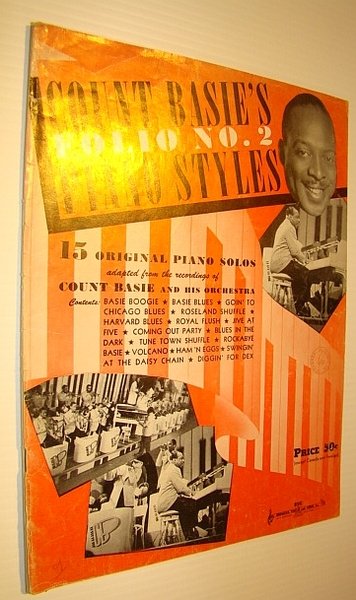 COUNT BASIE'S
FOLIO NO. 2
PIANO STYLES
15 ORIGINAL PIANO SOLOS
adapted from the recordings of
COUNT BASIE AND HIS ORCHESTRA
Contents: BASIE BOOGIE ★ BASIE BLUES ★ GOIN' TO
CHICAGO BLUES ★ ROSELAND SHUFFLE ★
HARVARD BLUES ★ ROYAL FLUSH ★ JIVE AT
FIVE ★ COMING OUT PARTY ★ BLUES IN THE
DARK ★ TUNE TOWN SHUFFLE ★ ROCKABYE
BASIE ★ VOLCANO ★ HAM 'N EGGS ★ SWINGIN'
AT THE DAISY CHAIN ★ DIGGIN' FOR DEX
PRICE 50c